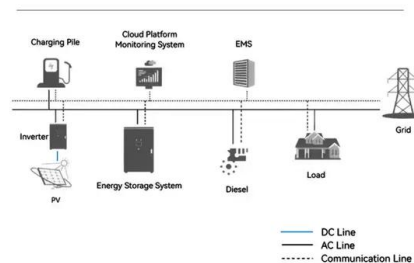 Charging Pile
Cloud Platform
Monitoring System
EMS
Grid
Inverter
PV
Energy Storage System
Diesel
Load
DC Line
AC Line
Communication Line